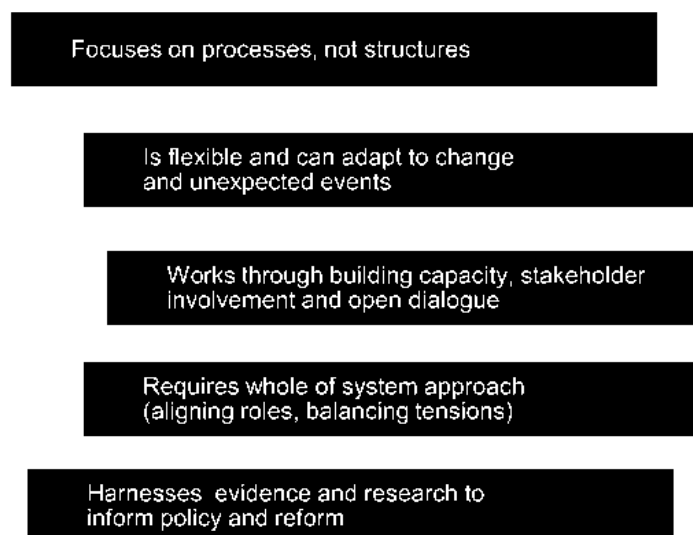 Focuses on processes, not structures
Is flexible and can adapt to change
and unexpected events
Works through building capacity, stakeholder
involvement and open dialogue
Requires whole of system approach
(aligning roles, balancing tensions)
Harnesses  evidence and research to
inform policy and reform